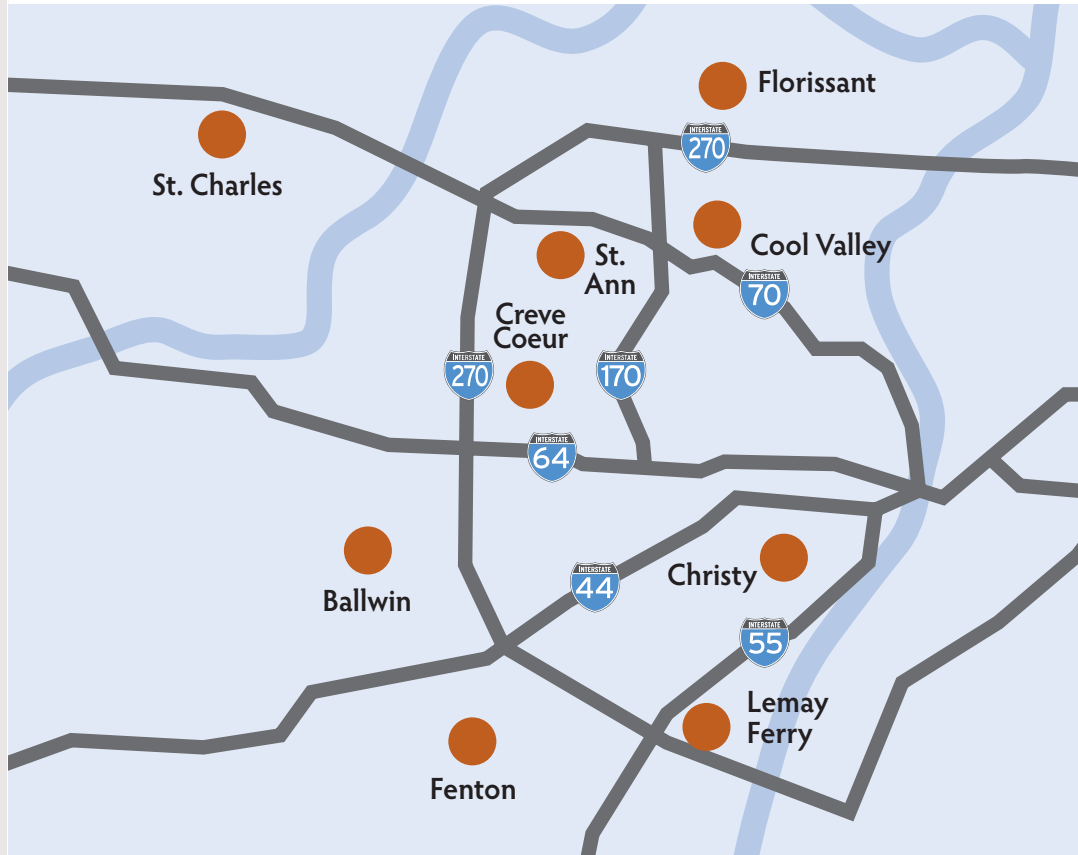 Florissant
INTERSTATE
270
St. Charles
Cool Valley
St.
Ann
INTERSTATE
70
Creve
Coeur
INTERSTATE
270
INTERSTATE
170
INTERSTATE
64
Ballwin
INTERSTATE
44
Christy
INTERSTATE
55
Lemay
Ferry
Fenton